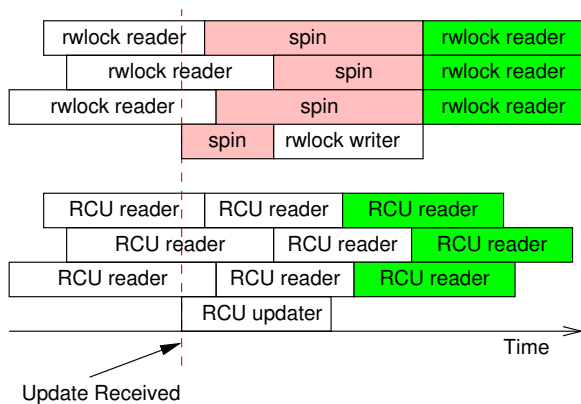 rwlock reader spin rwlock reader
rwlock reader spin rwlock reader
rwlock reader spin rwlock reader
spin rwlock writer
RCU reader RCU reader RCU reader
RCU reader RCU reader RCU reader
RCU reader RCU reader RCU reader
RCU updater
Time
Update Received